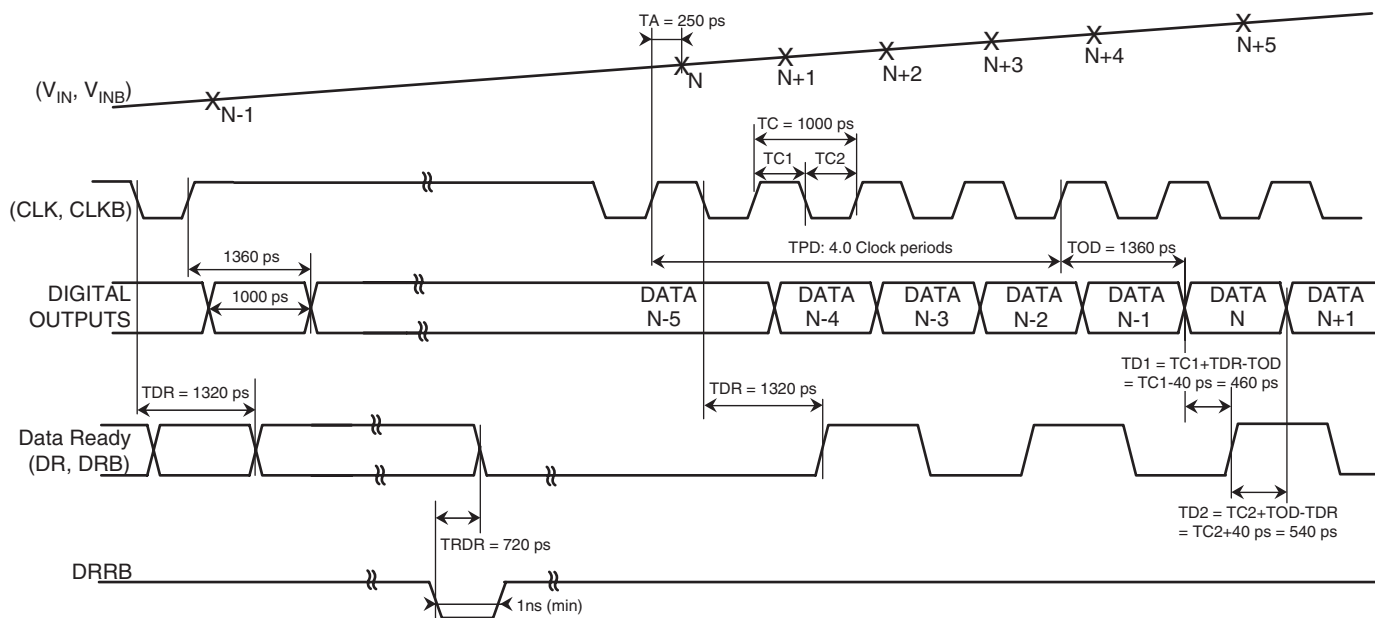 TA = 250 ps
(VIN, VINB)
N-1
N
N+1
N+2
N+3
N+4
N+5
TC = 1000 ps
TC1
TC2
(CLK, CLKB)
1360 ps
TPD: 4.0 Clock periods
TOD = 1360 ps
1000 ps
DIGITAL
OUTPUTS
DATA
N-5
DATA
N-4
DATA
N-3
DATA
N-2
DATA
N-1
DATA
N
DATA
N+1
TD1 = TC1+TDR-TOD
= TC1-40 ps = 460 ps
TDR = 1320 ps
TDR = 1320 ps
Data Ready
(DR, DRB)
TD2 = TC2+TOD-TDR
= TC2+40 ps = 540 ps
TRDR = 720 ps
DRRB
1ns (min)